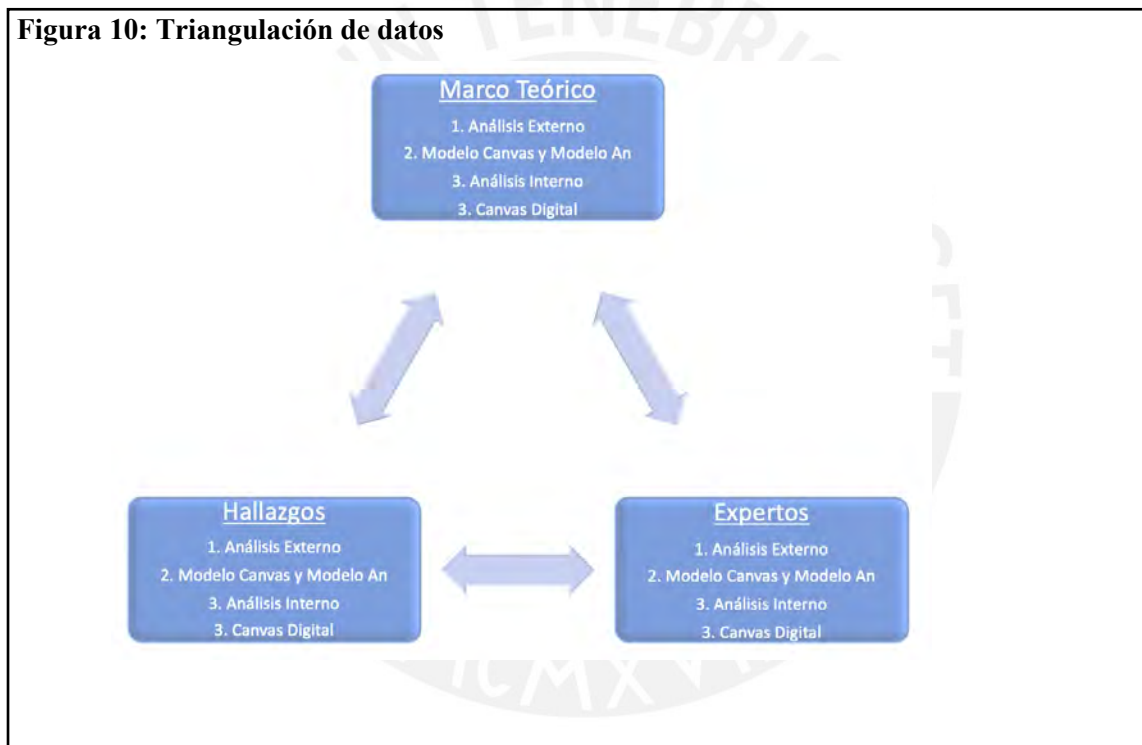 Figura 10: Triangulación de datos
IN TENEBRIS
Marco Teórico
1. Análisis Externo
2. Modelo Canvas y Modelo An
3. Análisis Interno
3. Canvas Digital
Hallazgos
1. Análisis Externo
2. Modelo Canvas y Modelo An
3. Análisis Interno
3. Canvas Digital
Expertos
1. Análisis Externo
2. Modelo Canvas y Modelo An
3. Análisis Interno
3. Canvas Digital